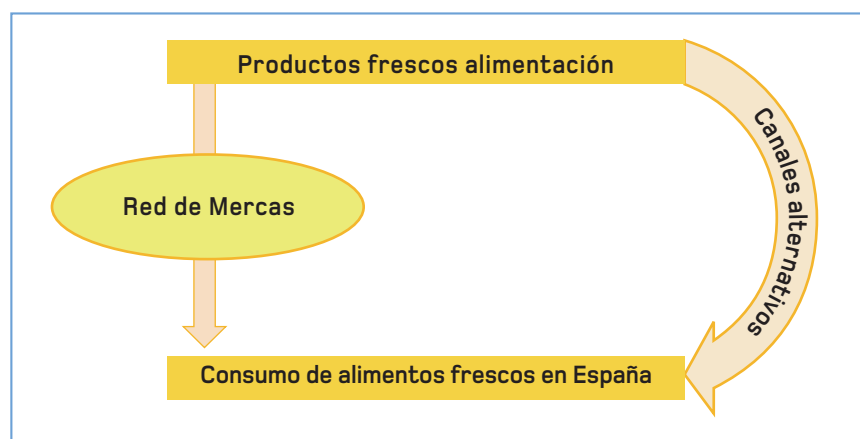 Productos frescos alimentación
Canales alternativos
Red de Mercas
Consumo de alimentos frescos en España